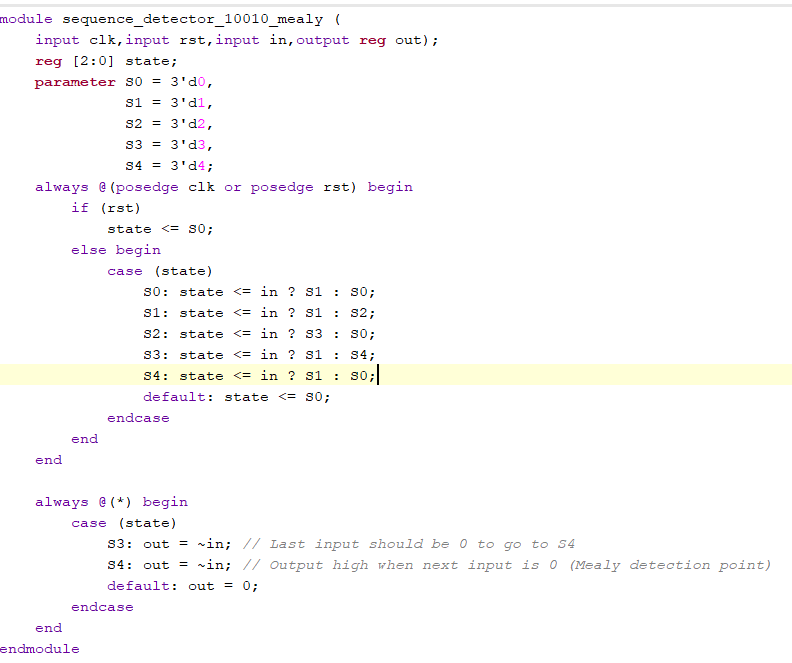 module sequence_detector_10010_mealy (
    input clk,input rst,input in,output reg out);
    reg [2:0] state;
    parameter S0 = 3'd0,
              S1 = 3'd1,
              S2 = 3'd2,
              S3 = 3'd3,
              S4 = 3'd4;
    always @(posedge clk or posedge rst) begin
        if (rst)
            state <= S0;
        else begin
            case (state)
                S0: state <= in ? S1 : S0;
                S1: state <= in ? S1 : S2;
                S2: state <= in ? S3 : S0;
                S3: state <= in ? S1 : S4;
                S4: state <= in ? S1 : S0;
                default: state <= S0;
            endcase
        end
    end

    always @(*) begin
        case (state)
            S3: out = ~in; // Last input should be 0 to go to S4
            S4: out = ~in; // Output high when next input is 0 (Mealy detection point)
            default: out = 0;
        endcase
    end
endmodule